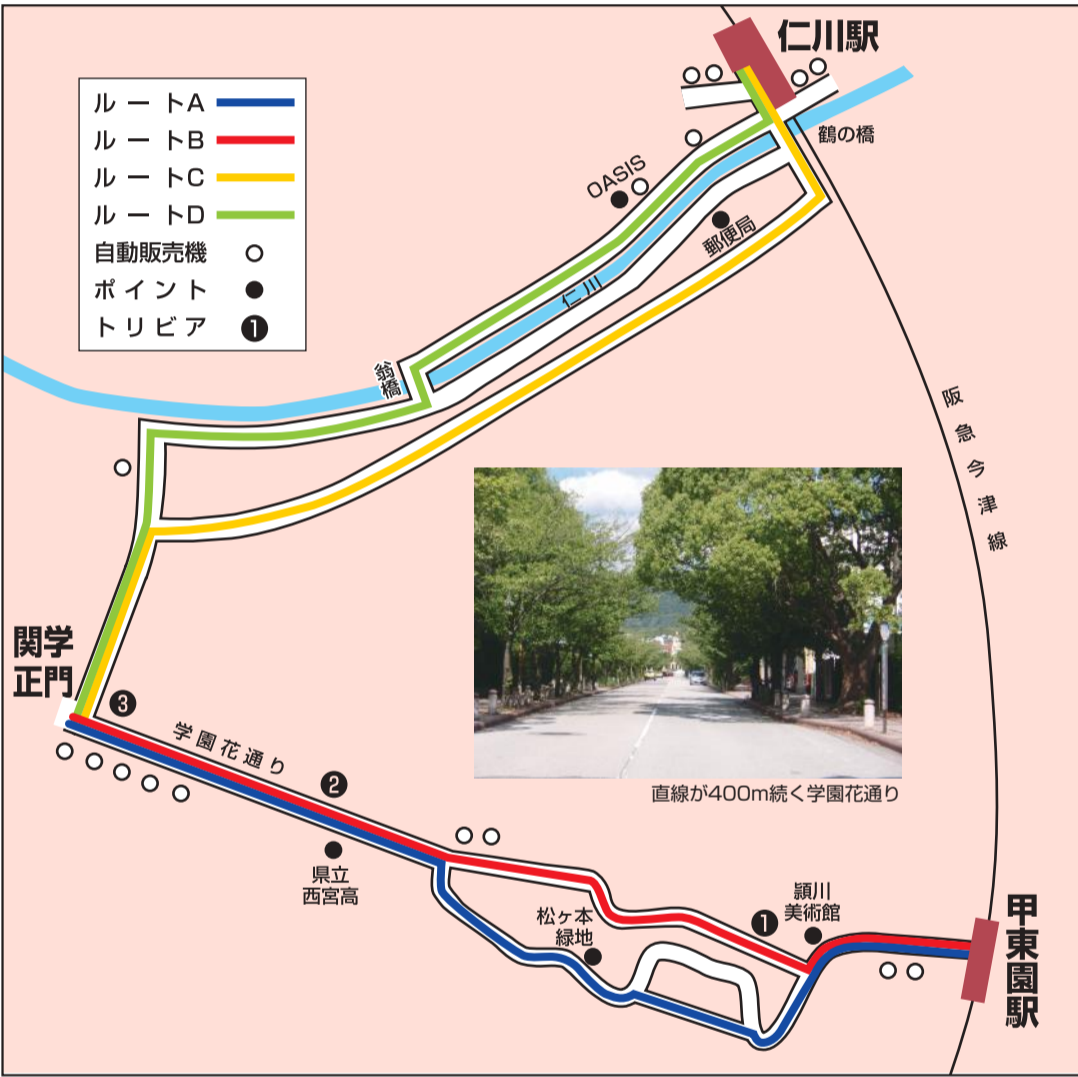 仁川駅
ルートA
ルートB
ルートC
ルートD
自動販売機
ポイント
トリビア ❶
鶴の橋
OASIS
郵便局
仁川
翁橋
阪急今津線
関学
正門
❸
学園花通り
❷
直線が400m続く学園花通り
県立
西宮高
松ヶ本
緑地
❶
頴川
美術館
甲東園駅